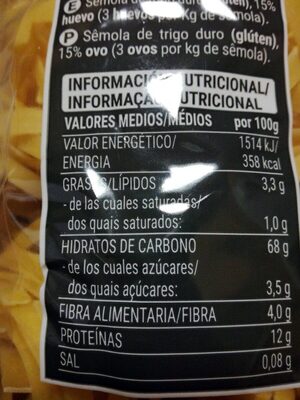 E Sémola de trigo duro (gluten), 15%
huevo (3 huevos por kg de sémola).
P Sêmola de trigo duro (glúten),
15% ovo (3 ovos por kg de sêmola).
INFORMACIÓN NUTRICIONAL/
INFORMAÇÃO NUTRICIONAL
VALORES MEDIOS/MÉDIOS por 100g
VALOR ENERGÉTICO/ 1514 kJ/
ENERGIA 358 kcal
GRASAS/LÍPIDOS 3,3 g
- de las cuales saturadas/
dos quais saturados: 1,0 g
HIDRATOS DE CARBONO 68 g
- de los cuales azúcares/
dos quais açúcares: 3,5 g
FIBRA ALIMENTARIA/FIBRA 4,0 g
PROTEÍNAS 12 g
SAL 0,08 g